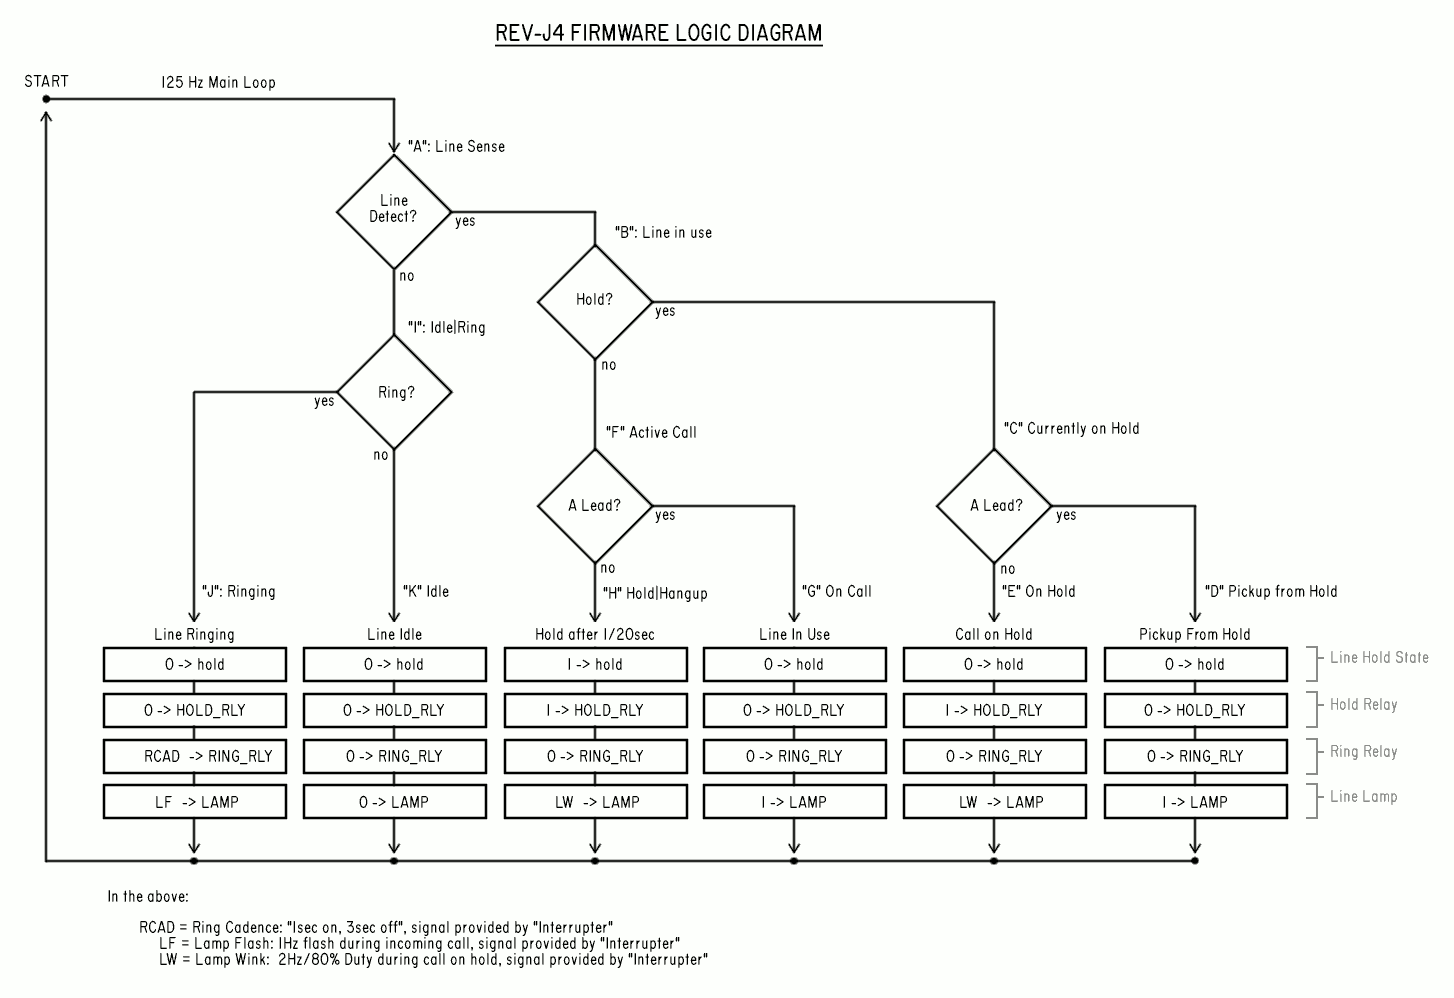 REV-J4 FIRMWARE LOGIC DIAGRAM
START
125 Hz Main Loop
"A": Line Sense
Line
Detect?
yes
no
"B": Line in use
Hold?
yes
no
"I": Idle|Ring
Ring?
yes
no
"F" Active Call
A Lead?
yes
no
"C" Currently on Hold
A Lead?
yes
no
"J": Ringing
"K" Idle
"H" Hold|Hangup
"G" On Call
"E" On Hold
"D" Pickup from Hold
Line Ringing
Line Idle
Hold after 1/20sec
Line In Use
Call on Hold
Pickup From Hold
0 -> hold
0 -> hold
1 -> hold
0 -> hold
0 -> hold
0 -> hold
Line Hold State
0 -> HOLD_RLY
0 -> HOLD_RLY
1 -> HOLD_RLY
0 -> HOLD_RLY
1 -> HOLD_RLY
0 -> HOLD_RLY
Hold Relay
RCAD -> RING_RLY
0 -> RING_RLY
0 -> RING_RLY
0 -> RING_RLY
0 -> RING_RLY
0 -> RING_RLY
Ring Relay
LF -> LAMP
0 -> LAMP
LW -> LAMP
1 -> LAMP
LW -> LAMP
1 -> LAMP
Line Lamp
In the above:
RCAD = Ring Cadence: "1sec on, 3sec off", signal provided by "Interrupter"
LF = Lamp Flash: 1Hz flash during incoming call, signal provided by "Interrupter"
LW = Lamp Wink: 2Hz/80% Duty during call on hold, signal provided by "Interrupter"